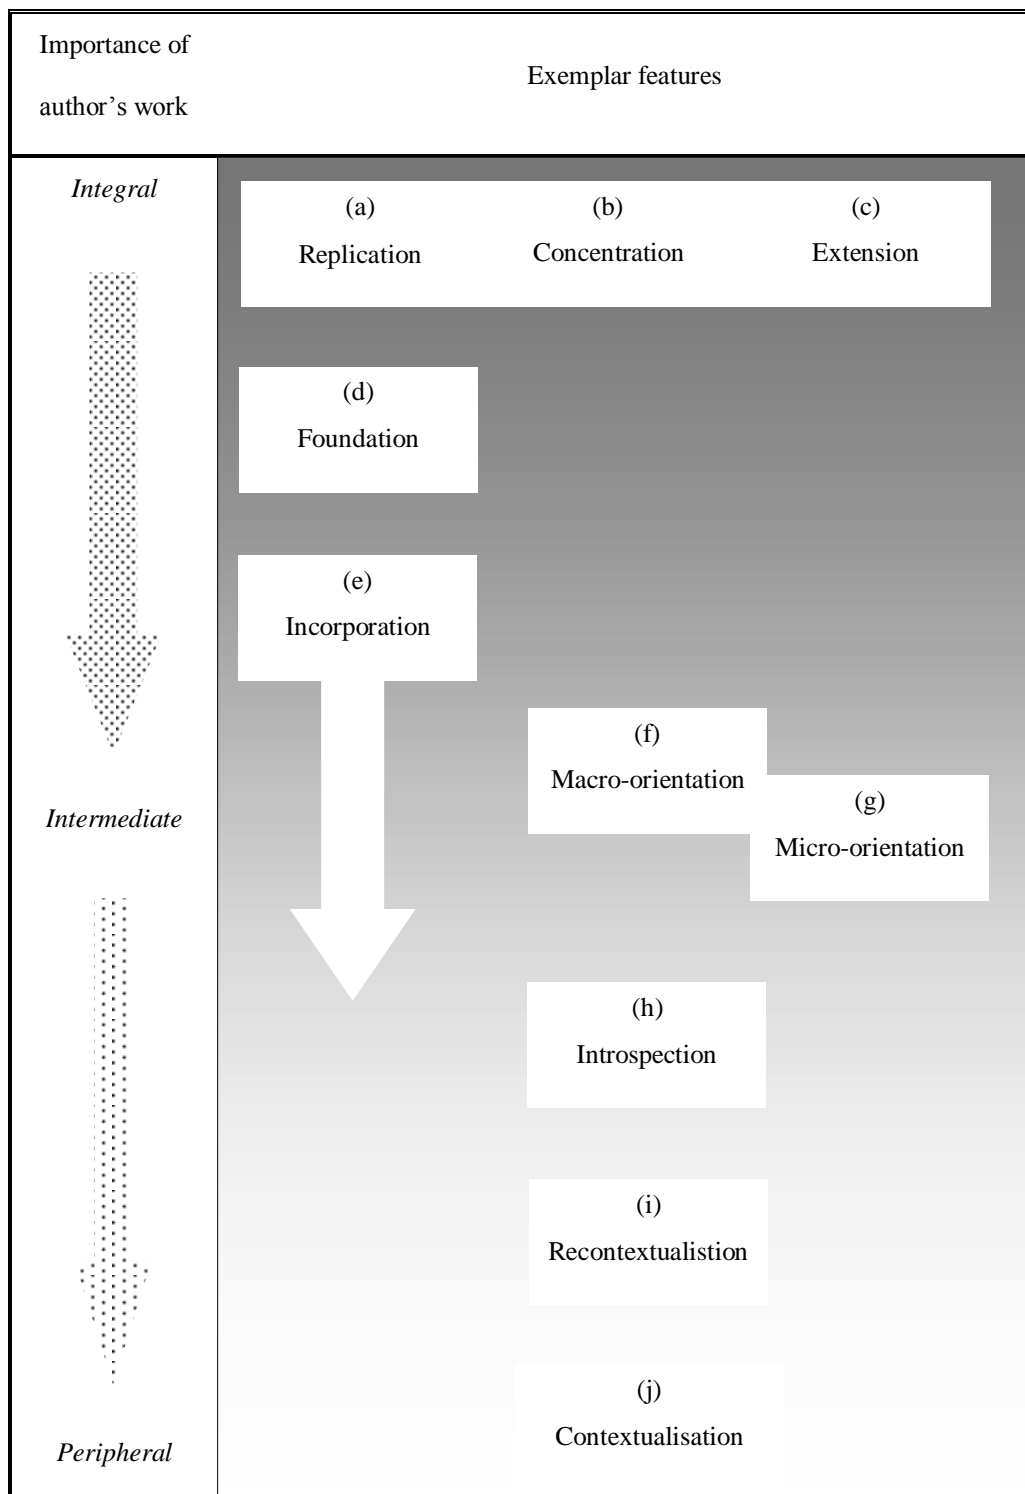 Importance of
author's work
Exemplar features
Integral
(a)
Replication
(b)
Concentration
(c)
Extension
(d)
Foundation
(e)
Incorporation
(f)
Macro-orientation
(g)
Micro-orientation
Intermediate
(h)
Introspection
(i)
Recontextualistion
(j)
Contextualisation
Peripheral